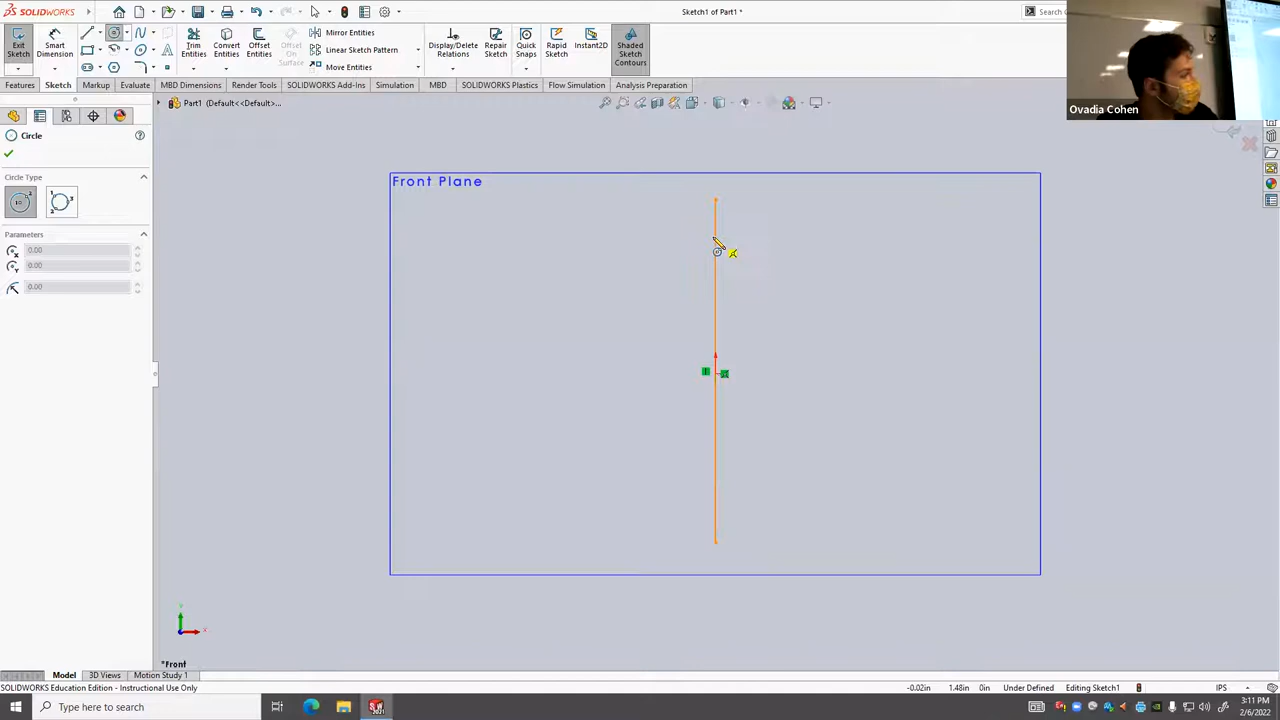 SOLIDWORKS
Sketch1 of Part1 *
Search Co
Exit Sketch
Smart Dimension
Trim Entities
Convert Entities
Offset Entities
Offset On Surface
Mirror Entities
Linear Sketch Pattern
Move Entities
Display/Delete Relations
Repair Sketch
Quick Snaps
Rapid Sketch
Instant2D
Shaded Sketch Contours
Features
Sketch
Markup
Evaluate
MBD Dimensions
Render Tools
SOLIDWORKS Add-Ins
Simulation
MBD
SOLIDWORKS Plastics
Flow Simulation
Analysis Preparation
Ovadia Cohen
Part1 (Default<<Default>...
Circle
Circle Type
Parameters
0.00
0.00
0.00
Front Plane
Y
X
*Front
Model
3D Views
Motion Study 1
SOLIDWORKS Education Edition - Instructional Use Only
-0.02in
1.48in
0in
Under Defined
Editing Sketch1
IPS
Type here to search
3:11 PM
2/6/2022